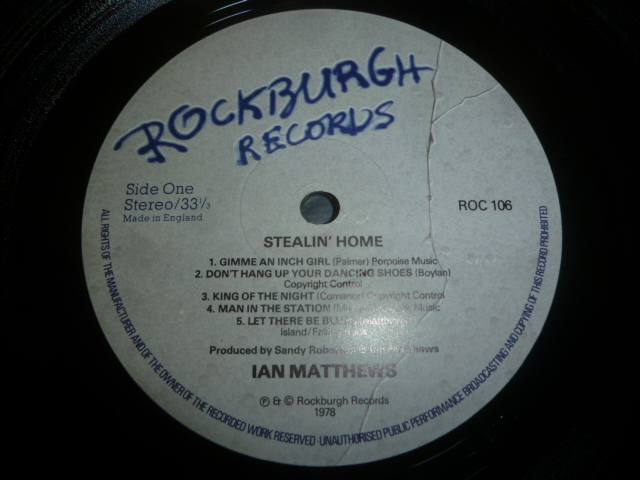 ROCKBURGH
RECORDS
Side One
Stereo/33⅓
Made in England
ROC 106
STEALIN' HOME
1. GIMME AN INCH GIRL (Palmer) Porpoise Music
2. DON'T HANG UP YOUR DANCING SHOES (Boylan)
Copyright Control
3. KING OF THE NIGHT Copyright Control
4. MAN IN THE STATION Music
5. LET THERE BE
Island/
Produced by Sandy
IAN MATTHEWS
℗ & © Rockburgh Records
1978
ALL RIGHTS OF THE MANUFACTURER AND OF THE OWNER OF THE RECORDED WORK RESERVED·UNAUTHORISED PUBLIC PERFORMANCE BROADCASTING AND COPYING OF THIS RECORD PROHIBITED